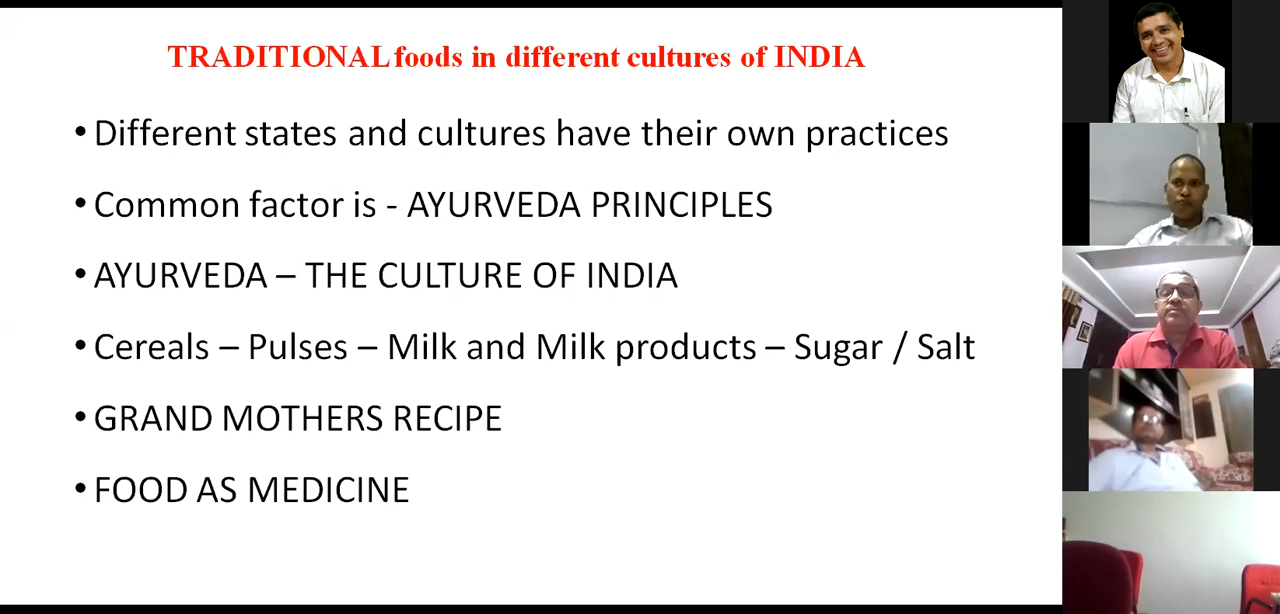 TRADITIONAL foods in different cultures of INDIA
• Different states and cultures have their own practices
• Common factor is - AYURVEDA PRINCIPLES
• AYURVEDA – THE CULTURE OF INDIA
• Cereals – Pulses – Milk and Milk products – Sugar / Salt
• GRAND MOTHERS RECIPE
• FOOD AS MEDICINE